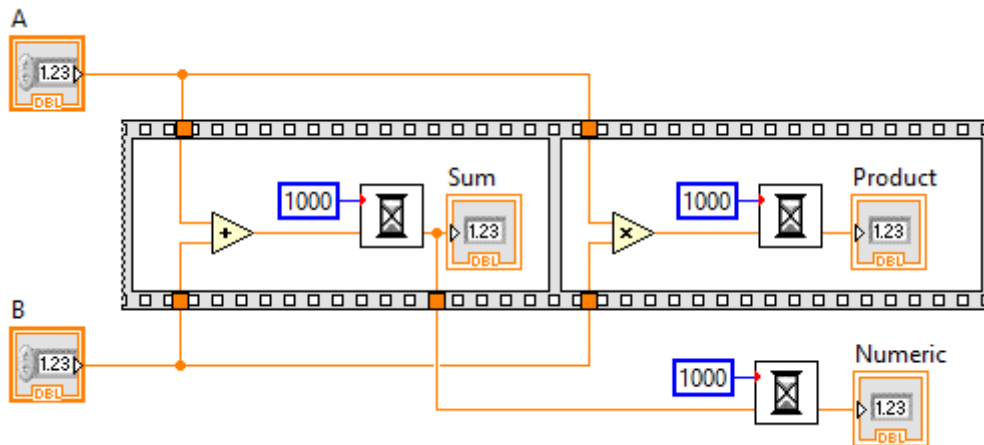 A
1.23
DBL
Sum
Product
1000
1000
+
1.23
DBL
×
1.23
DBL
B
1.23
DBL
Numeric
1000
1.23
DBL